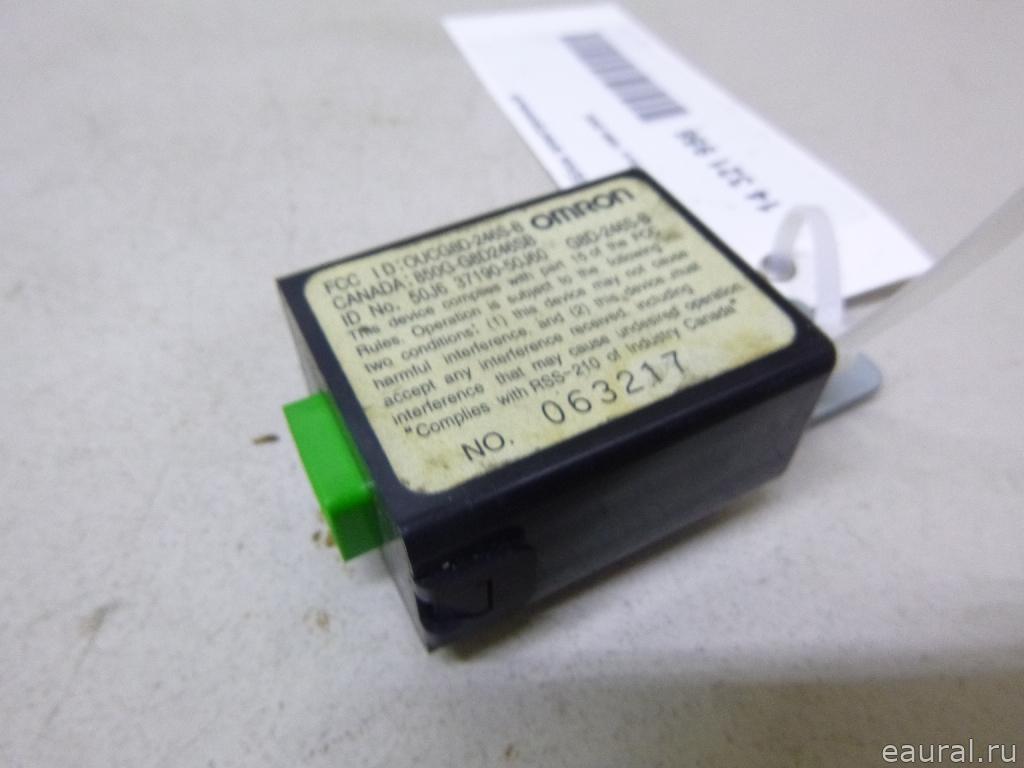 omron
FCC ID: OUCG8D-246S-B
CANADA: 850G-G8D246SB
ID No. 50J6 37190-50J60 G8D-246S-B
This device complies with part 15 of the FCC
Rules. Operation is subject to the following
two conditions: (1) this device may not cause
harmful interference, and (2) this device must
accept any interference received, including
interference that may cause undesired operation
"Complies with RSS-210 of Industry Canada"
NO. 063217
14 3211 998
eaural.ru